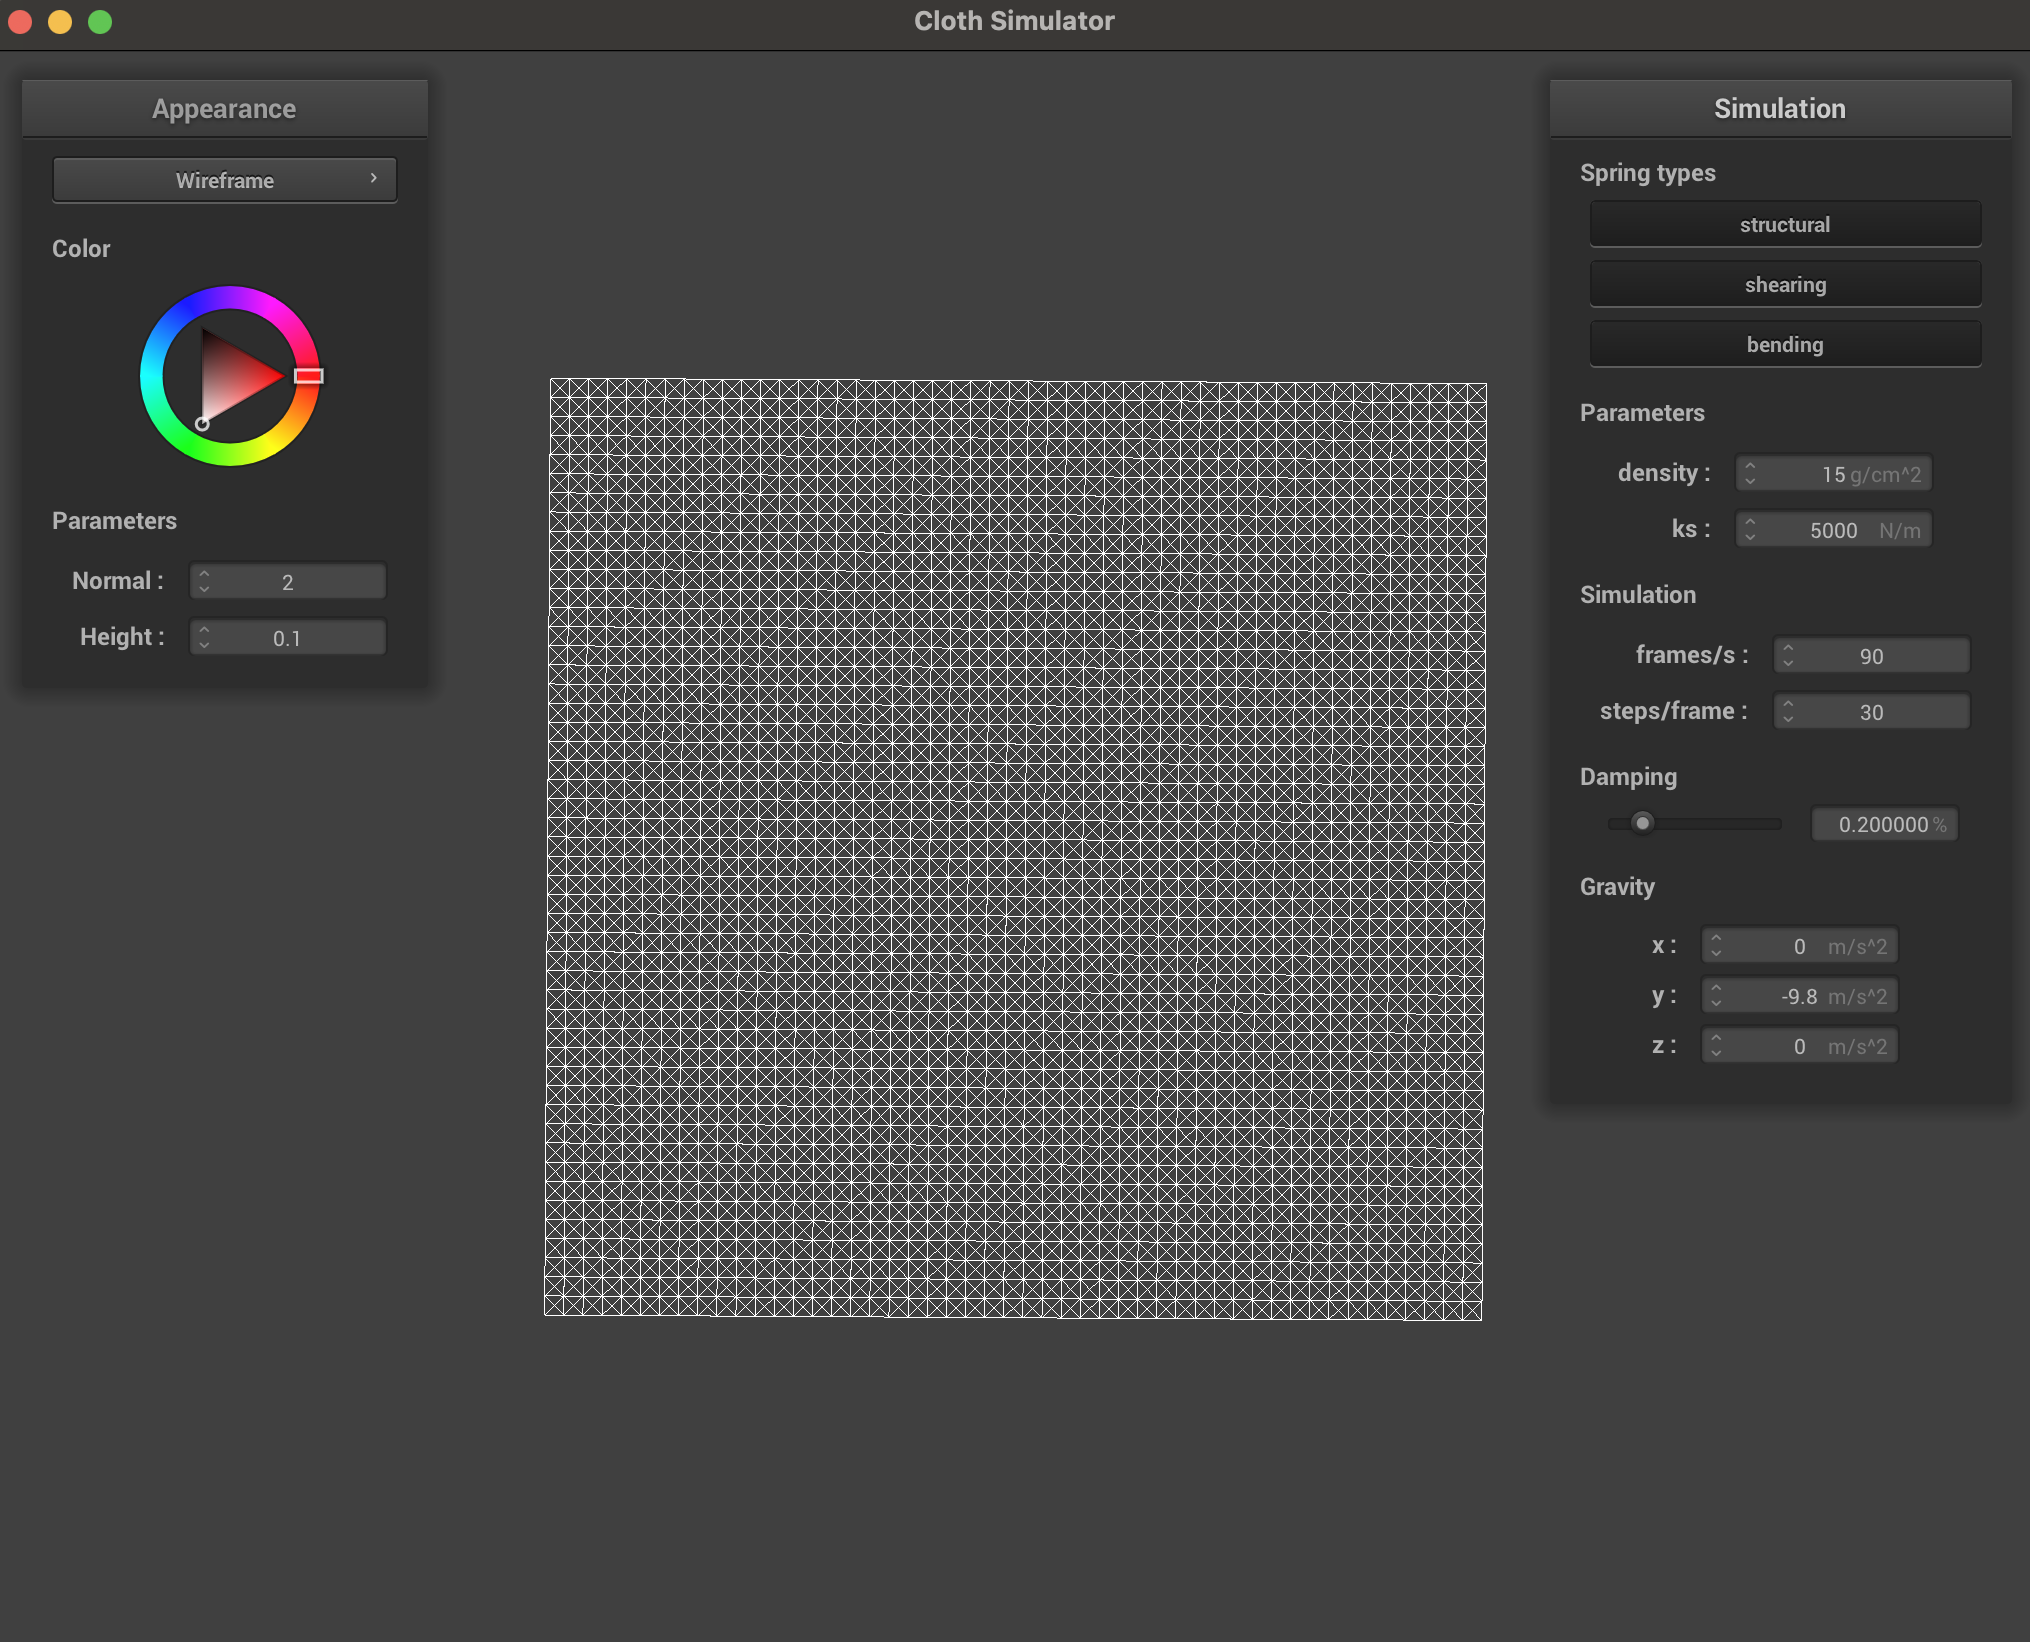 Cloth Simulator
Appearance
Wireframe
Color
Parameters
Normal : 2
Height : 0.1
Simulation
Spring types
structural
shearing
bending
Parameters
density : 15 g/cm^2
ks : 5000 N/m
Simulation
frames/s : 90
steps/frame : 30
Damping
0.200000 %
Gravity
x : 0 m/s^2
y : -9.8 m/s^2
z : 0 m/s^2